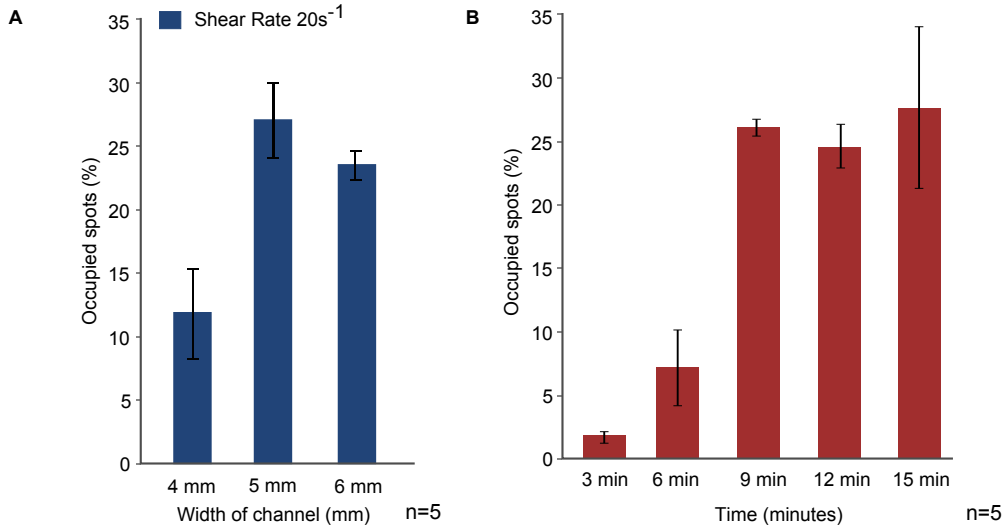 A
Shear Rate 20s⁻¹
35
30
25
20
15
10
5
0
Occupied spots (%)
4 mm
5 mm
6 mm
Width of channel (mm)
n=5
B
35
30
25
20
15
10
5
0
Occupied spots (%)
3 min
6 min
9 min
12 min
15 min
Time (minutes)
n=5